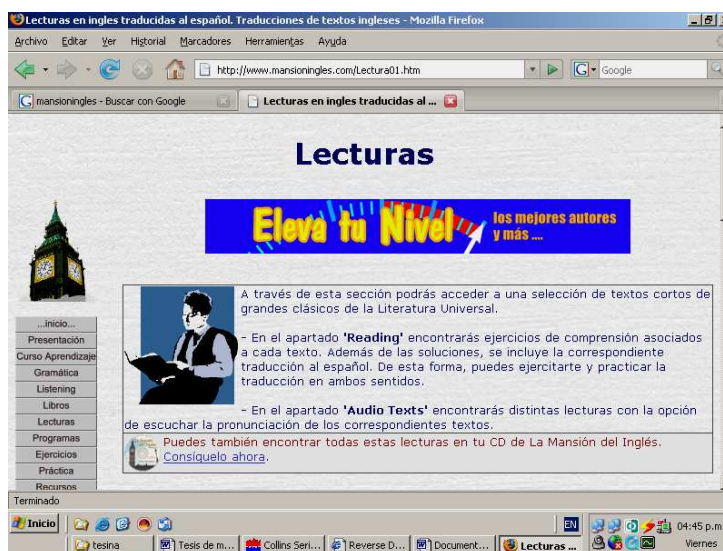 Lecturas en ingles traducidas al español. Traducciones de textos ingleses - Mozilla Firefox
Archivo Editar Ver Historial Marcadores Herramientas Ayuda
http://www.mansioningles.com/Lectura01.htm
Google
mansioningles - Buscar con Google
Lecturas en ingles traducidas al ...
Lecturas
Eleva tu Nivel
los mejores autores
y más ....
...inicio...
Presentación
Curso Aprendizaje
Gramática
Listening
Libros
Lecturas
Programas
Ejercicios
Práctica
Recursos
A través de esta sección podrás acceder a una selección de textos cortos de
grandes clásicos de la Literatura Universal.
- En el apartado 'Reading' encontrarás ejercicios de comprensión asociados
a cada texto. Además de las soluciones, se incluye la correspondiente
traducción al español. De esta forma, puedes ejercitarte y practicar la
traducción en ambos sentidos.
- En el apartado 'Audio Texts' encontrarás distintas lecturas con la opción
de escuchar la pronunciación de los correspondientes textos.
Puedes también encontrar todas estas lecturas en tu CD de La Mansión del Inglés.
Consíguelo ahora.
Terminado
Inicio
EN
04:45 p.m
tesina
Tesis de m...
Collins Seri...
Reverse D...
Document...
Lecturas ...
Viernes